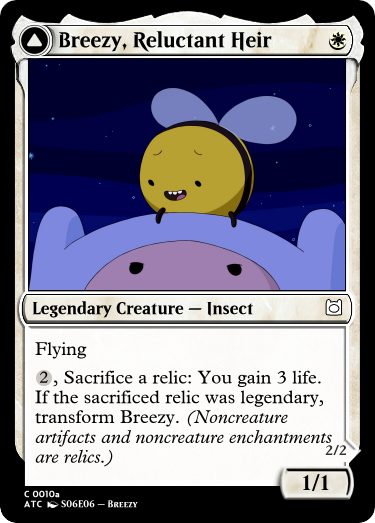 Breezy, Reluctant Heir
Legendary Creature — Insect
Flying
2, Sacrifice a relic: You gain 3 life.
If the sacrificed relic was legendary,
transform Breezy. (Noncreature
artifacts and noncreature enchantments
are relics.)
2/2
1/1
C 0010a
ATC S06E06 — Breezy